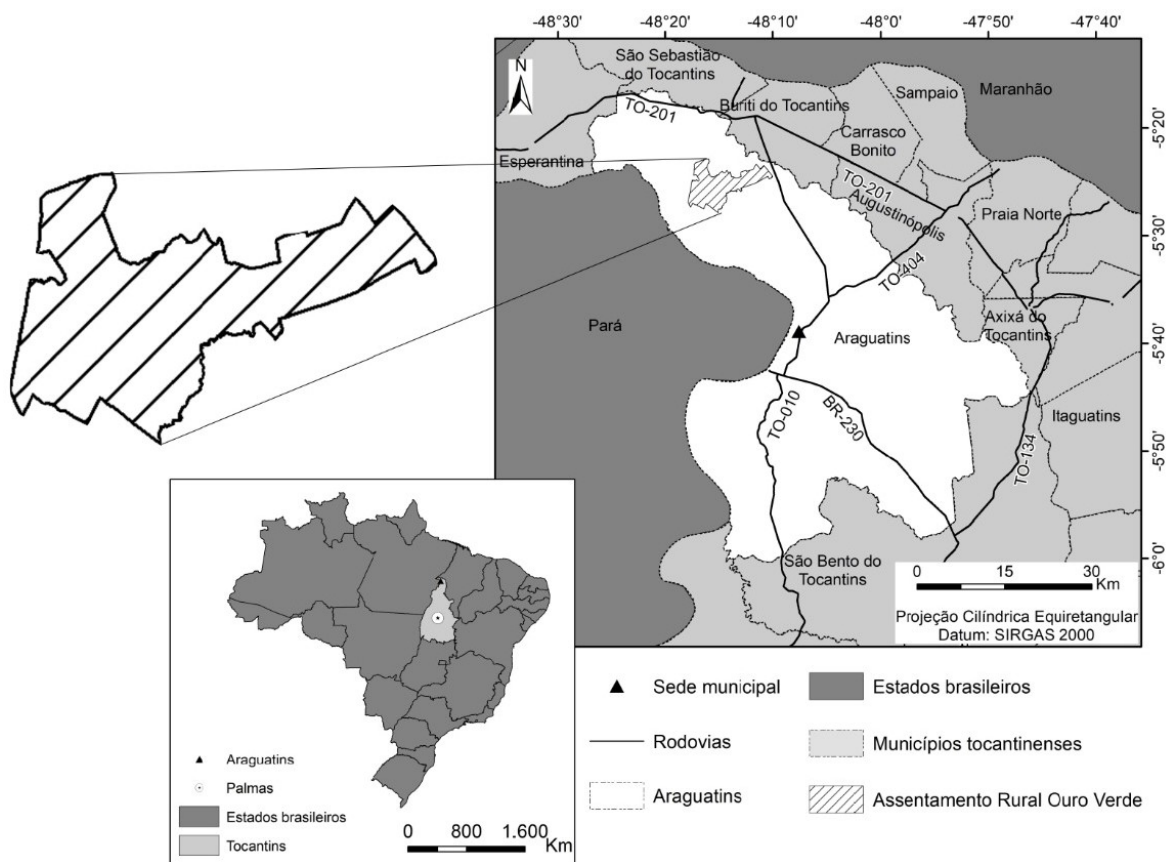 -48°30'
-48°20'
-48°10'
-48°0'
-47°50'
-47°40'
N
São Sebastião
do Tocantins
TO-201
Buriti do Tocantins
Sampaio
Maranhão
Carrasco
Bonito
Esperantina
TO-201
Augustinópolis
Praia Norte
TO-404
Axixá do
Tocantins
Pará
Araguatins
Itaguatins
TO-010
BR-230
TO-134
São Bento do
Tocantins
-5°20'
-5°30'
-5°40'
-5°50'
-6°0'
0 15 30
Km
Projeção Cilíndrica Equiretangular
Datum: SIRGAS 2000
Araguatins
Palmas
Estados brasileiros
Tocantins
0 800 1.600
Km
Sede municipal
Rodovias
Araguatins
Estados brasileiros
Municípios tocantinenses
Assentamento Rural Ouro Verde